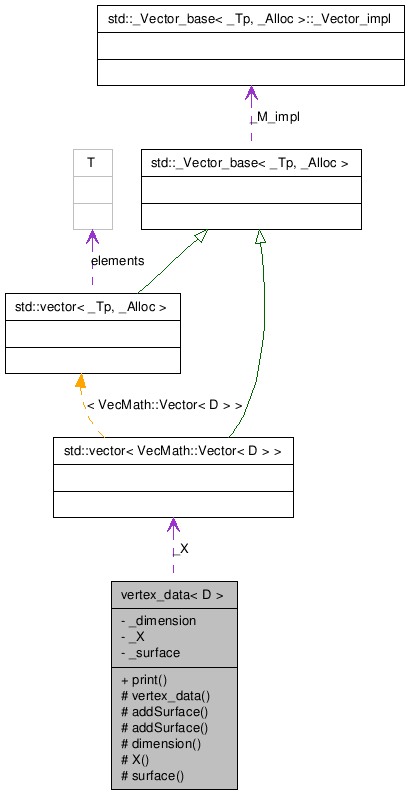 std::_Vector_base< _Tp, _Alloc >::_Vector_impl
_M_impl
T
std::_Vector_base< _Tp, _Alloc >
elements
std::vector< _Tp, _Alloc >
< VecMath::Vector< D > >
std::vector< VecMath::Vector< D > >
_X
vertex_data< D >
- _dimension
- _X
- _surface
+ print()
# vertex_data()
# addSurface()
# addSurface()
# dimension()
# X()
# surface()